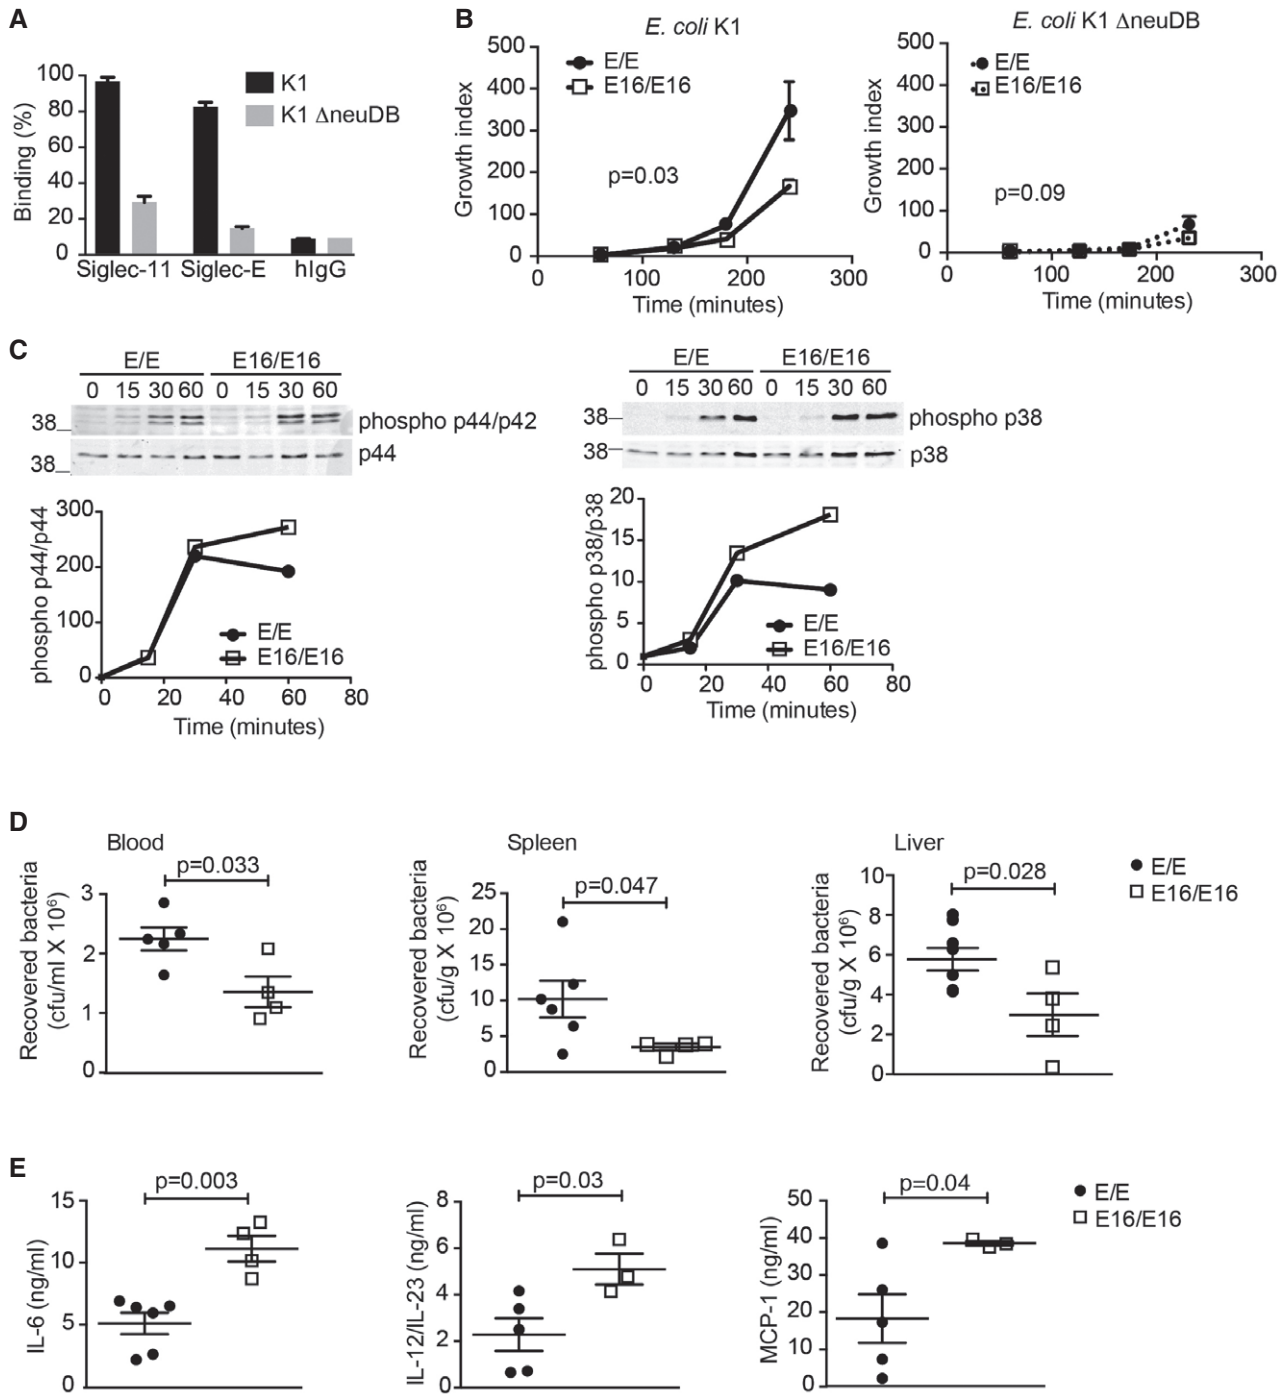 A
Binding (%)
100
80
60
40
20
0
K1
K1 ΔneuDB
Siglec-11 Siglec-E hIgG
B
E. coli K1
Growth index
500
400
300
200
100
0
E/E
E16/E16
p=0.03
0 100 200 300
Time (minutes)
E. coli K1 ΔneuDB
Growth index
500
400
300
200
100
0
E/E
E16/E16
p=0.09
0 100 200 300
Time (minutes)
C
E/E E16/E16
0 15 30 60 0 15 30 60
38 phospho p44/p42
38 p44
phospho p44/p44
300
200
100
0
E/E
E16/E16
0 20 40 60 80
Time (minutes)
E/E E16/E16
0 15 30 60 0 15 30 60
38 phospho p38
38 p38
phospho p38/p38
20
15
10
5
0
E/E
E16/E16
0 20 40 60 80
Time (minutes)
D
Blood
p=0.033
Recovered bacteria
(cfu/ml X 10⁶)
3
2
1
0
Spleen
p=0.047
Recovered bacteria
(cfu/g X 10⁶)
25
20
15
10
5
0
Liver
p=0.028
Recovered bacteria
(cfu/g X 10⁶)
10
8
6
4
2
0
E/E
E16/E16
E
p=0.003
IL-6 (ng/ml)
15
10
5
0
p=0.03
IL-12/IL-23 (ng/ml)
8
6
4
2
0
p=0.04
MCP-1 (ng/ml)
50
40
30
20
10
0
E/E
E16/E16